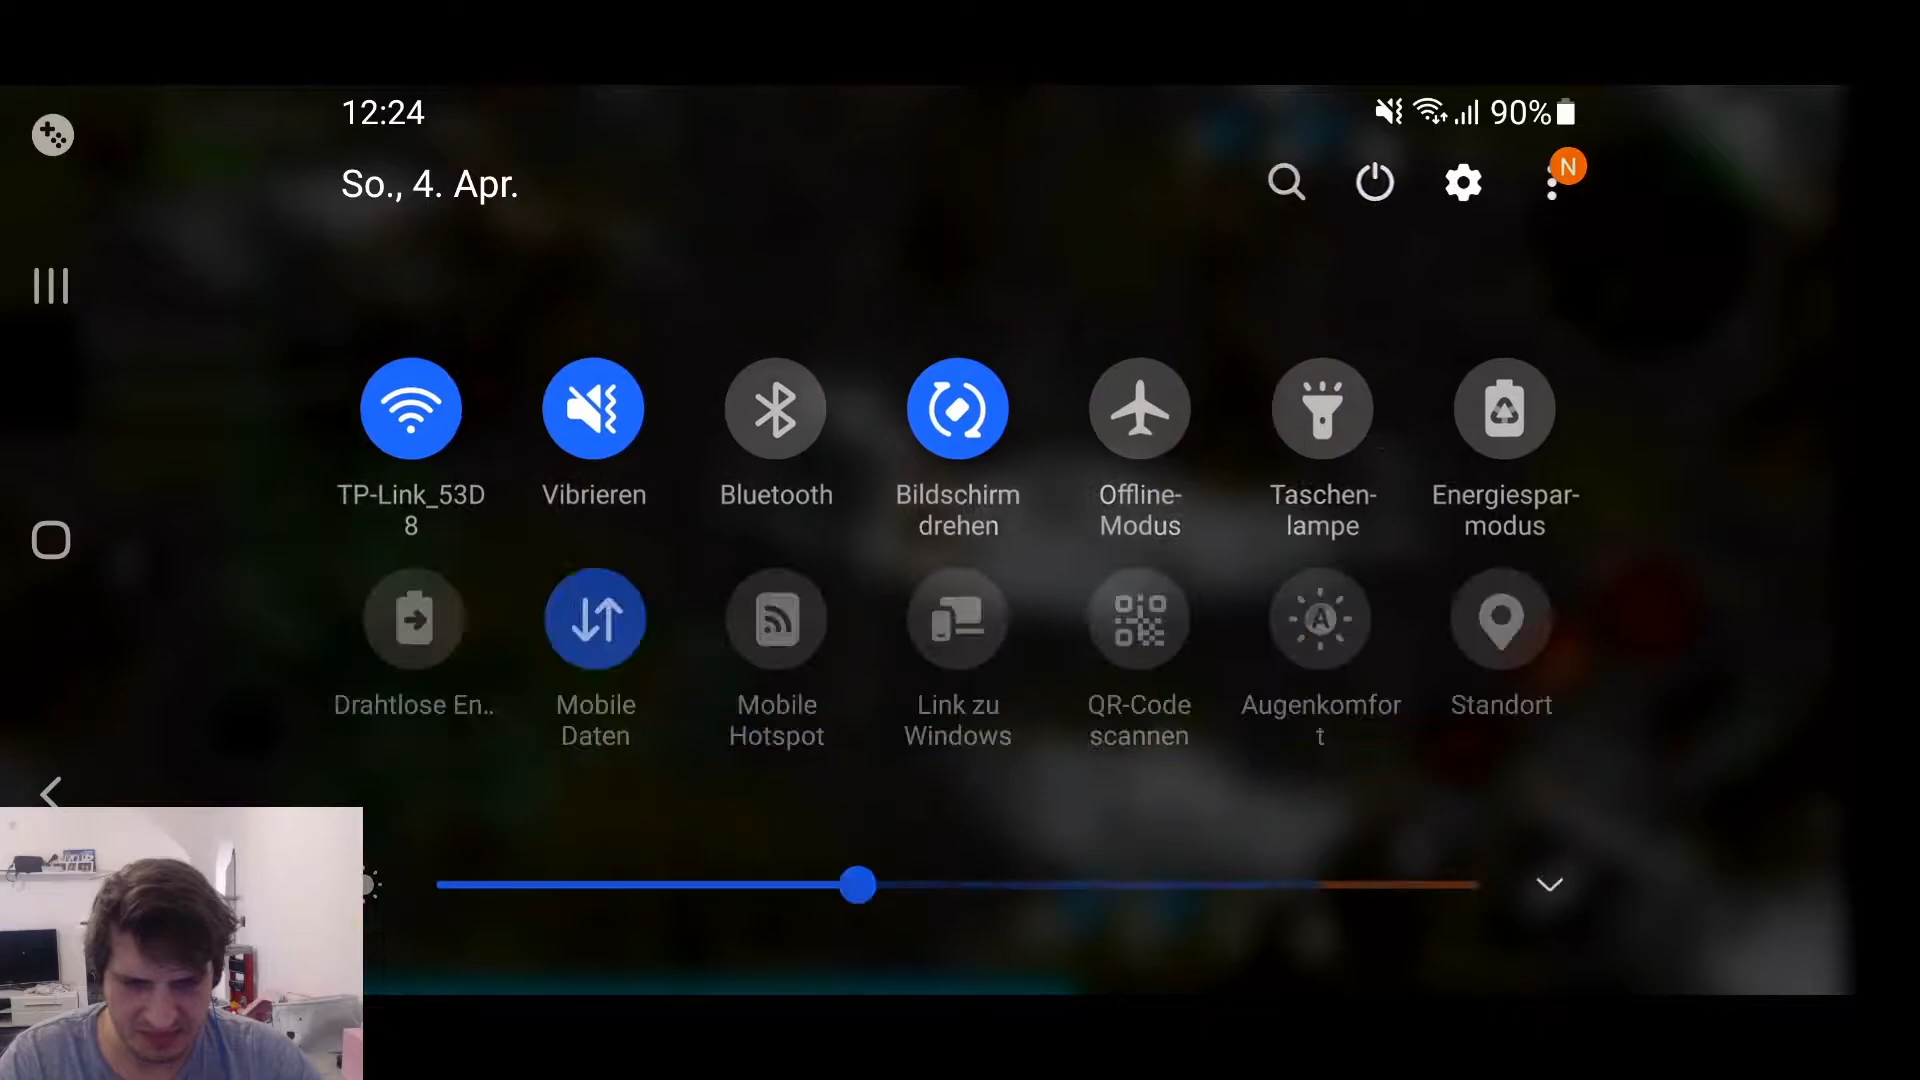 12:24
90%
So., 4. Apr.
N
TP-Link_53D
8
Vibrieren
Bluetooth
Bildschirm
drehen
Offline-
Modus
Taschen-
lampe
Energiespar-
modus
Drahtlose En..
Mobile
Daten
Mobile
Hotspot
Link zu
Windows
QR-Code
scannen
A
Augenkomfor
t
Standort